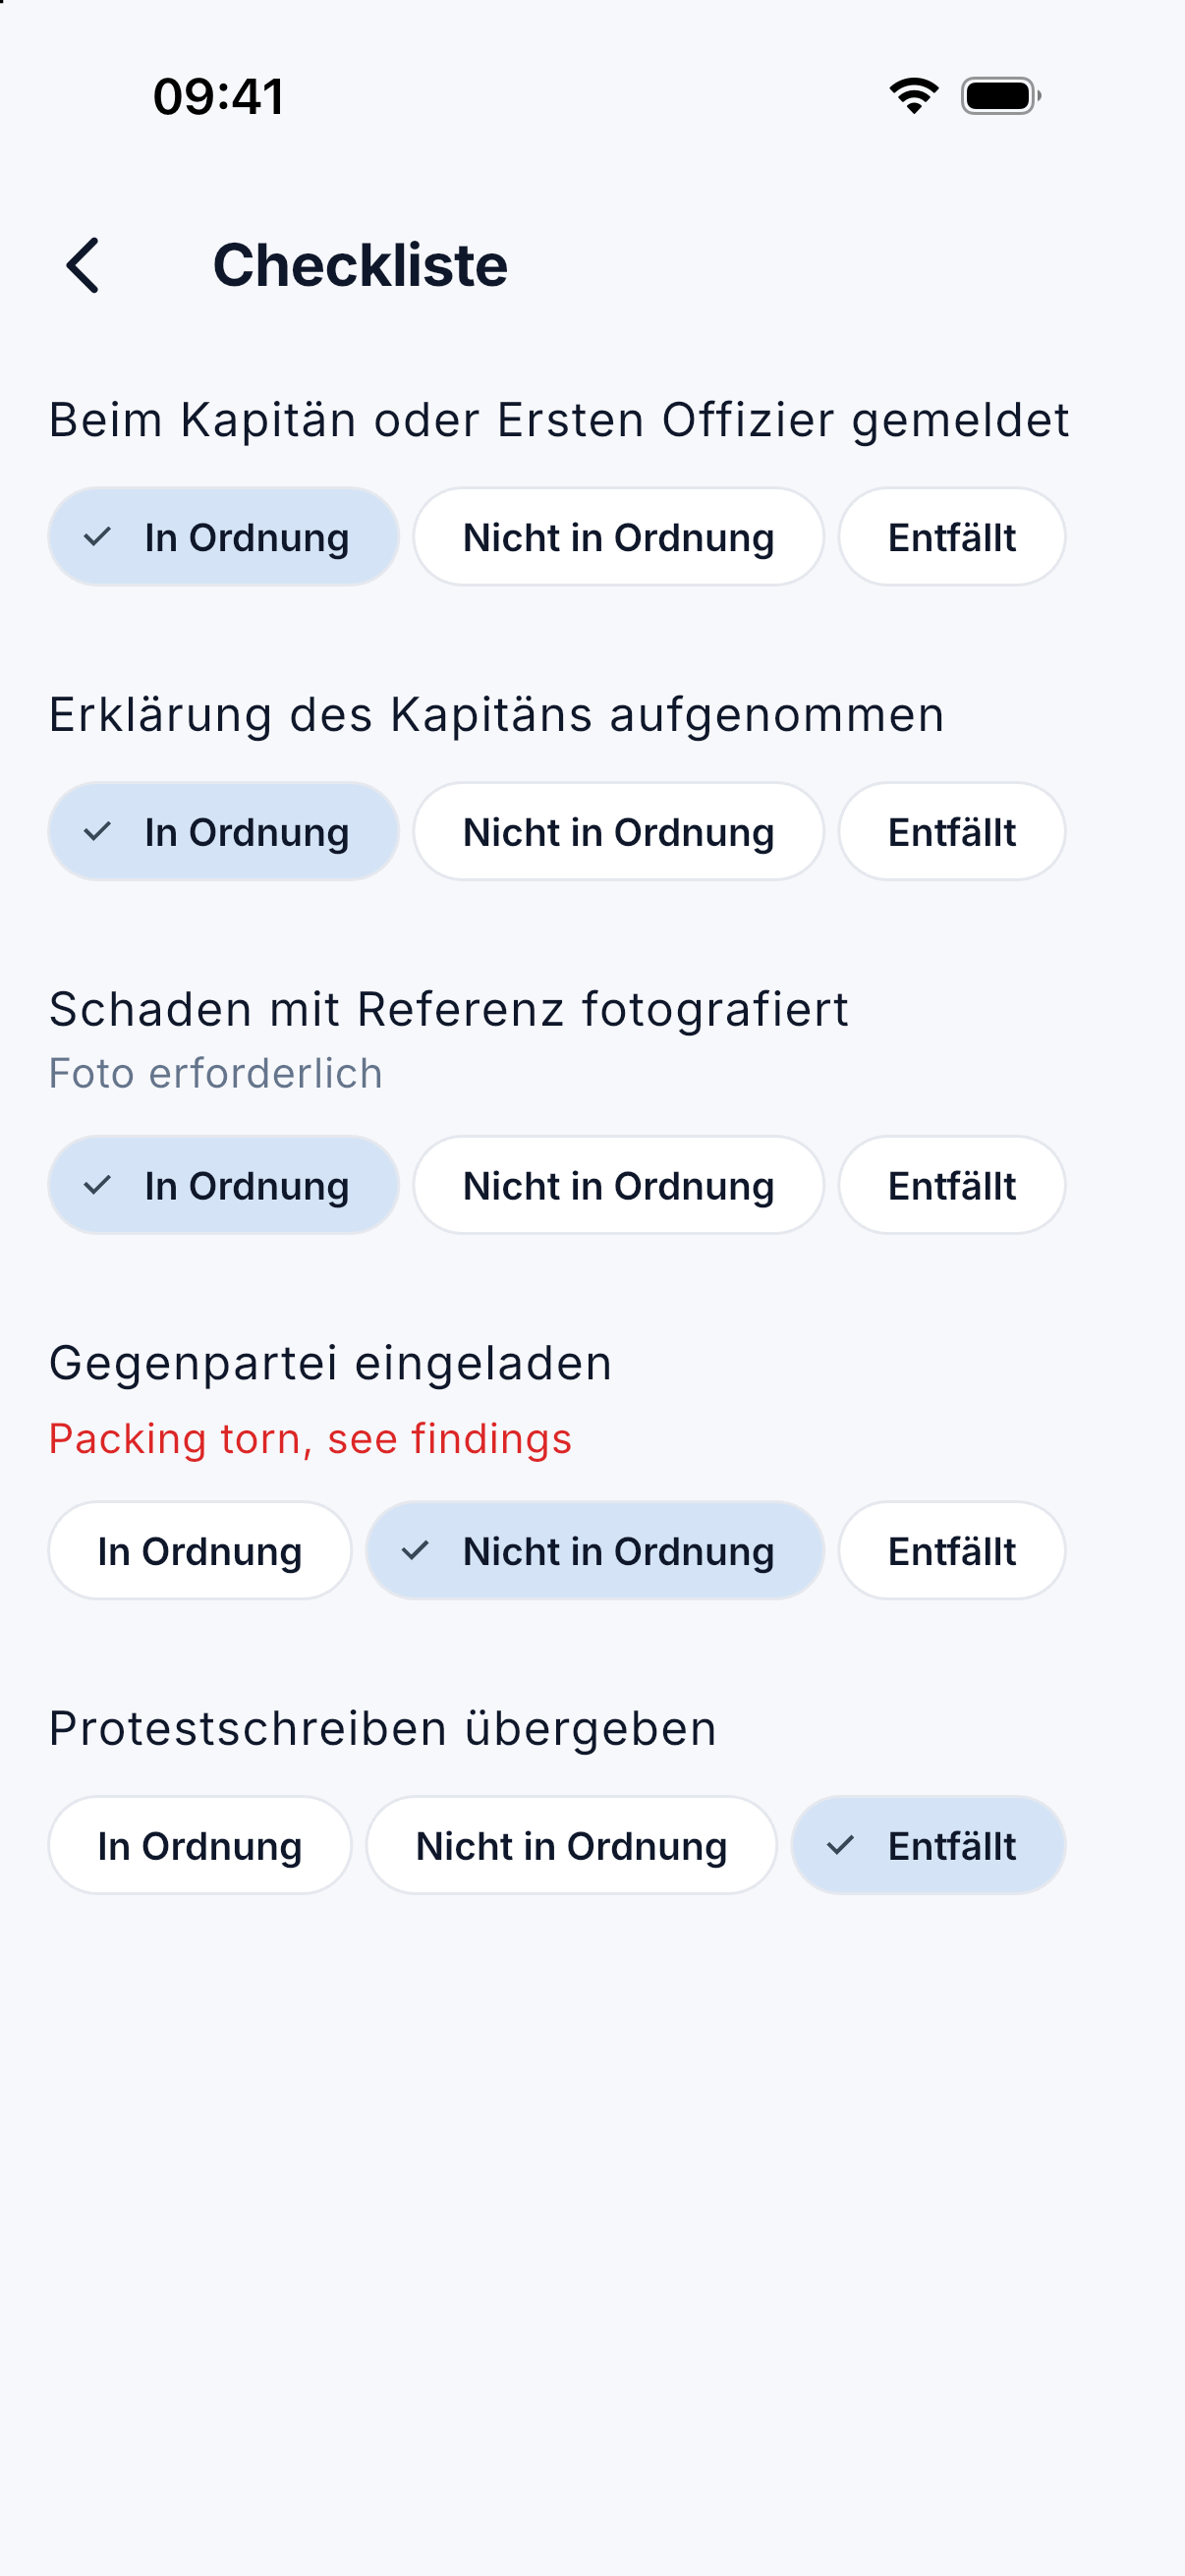 09:41
Checkliste
Beim Kapitän oder Ersten Offizier gemeldet
In Ordnung Nicht in Ordnung Entfällt
Erklärung des Kapitäns aufgenommen
In Ordnung Nicht in Ordnung Entfällt
Schaden mit Referenz fotografiert
Foto erforderlich
In Ordnung Nicht in Ordnung Entfällt
Gegenpartei eingeladen
Packing torn, see findings
In Ordnung Nicht in Ordnung Entfällt
Protestschreiben übergeben
In Ordnung Nicht in Ordnung Entfällt